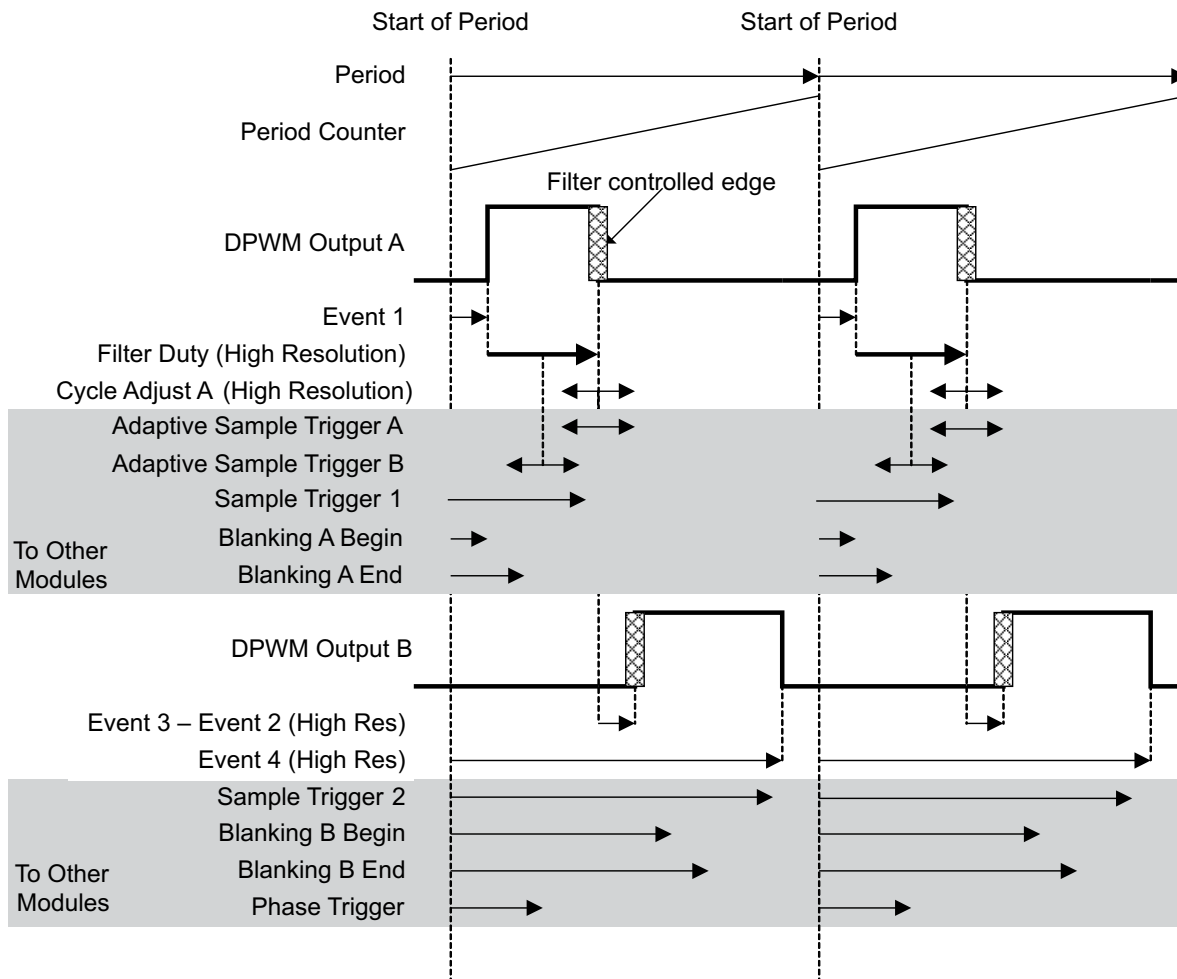 Start of Period
Start of Period
Period
Period Counter
Filter controlled edge
DPWM Output A
Event 1
Filter Duty (High Resolution)
Cycle Adjust A (High Resolution)
Adaptive Sample Trigger A
Adaptive Sample Trigger B
Sample Trigger 1
Blanking A Begin
To Other
Modules
Blanking A End
DPWM Output B
Event 3 – Event 2 (High Res)
Event 4 (High Res)
Sample Trigger 2
Blanking B Begin
Blanking B End
To Other
Modules
Phase Trigger